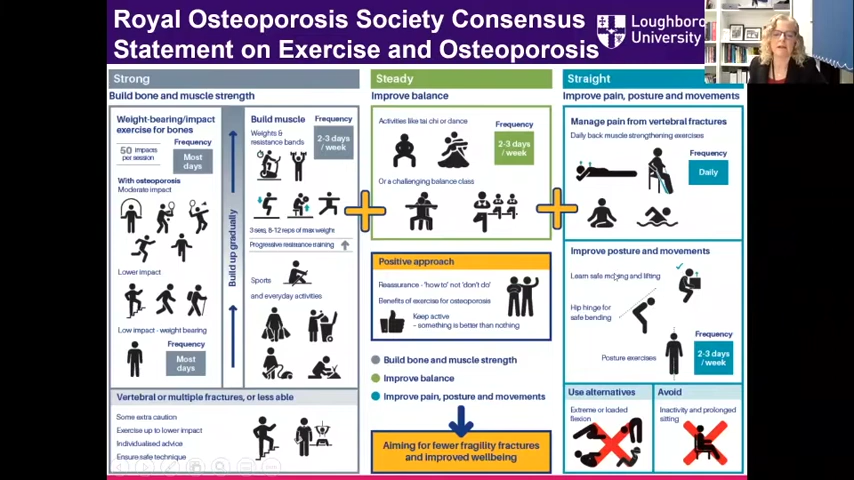 Royal Osteoporosis Society Consensus
Statement on Exercise and Osteoporosis
Loughbor
University
Strong
Build bone and muscle strength
Weight-bearing/impact
exercise for bones
50 impacts
per session
Frequency
Most
days
With osteoporosis
Moderate impact
Lower impact
Low impact - weight bearing
Frequency
Most
days
Build up gradually
Build muscle
Weights &
resistance bands
Frequency
2-3 days
/ week
3 sets, 8-12 reps of max weight
Progressive resistance training
Sports
and everyday activities
Vertebral or multiple fractures, or less able
Some extra caution
Exercise up to lower impact
Individualised advice
Ensure safe technique
Steady
Improve balance
Activities like tai chi or dance
Frequency
2-3 days
/ week
Or a challenging balance class
Positive approach
Reassurance - 'how to' not 'don't do'
Benefits of exercise for osteoporosis
Keep active
– something is better than nothing
Build bone and muscle strength
Improve balance
Improve pain, posture and movements
Aiming for fewer fragility fractures
and improved wellbeing
Straight
Improve pain, posture and movements
Manage pain from vertebral fractures
Daily back muscle strengthening exercises
Frequency
Daily
Improve posture and movements
Learn safe moving and lifting
Hip hinge for
safe bending
Posture exercises
Frequency
2-3 days
/ week
Use alternatives
Extreme or loaded
flexion
Avoid
Inactivity and prolonged
sitting